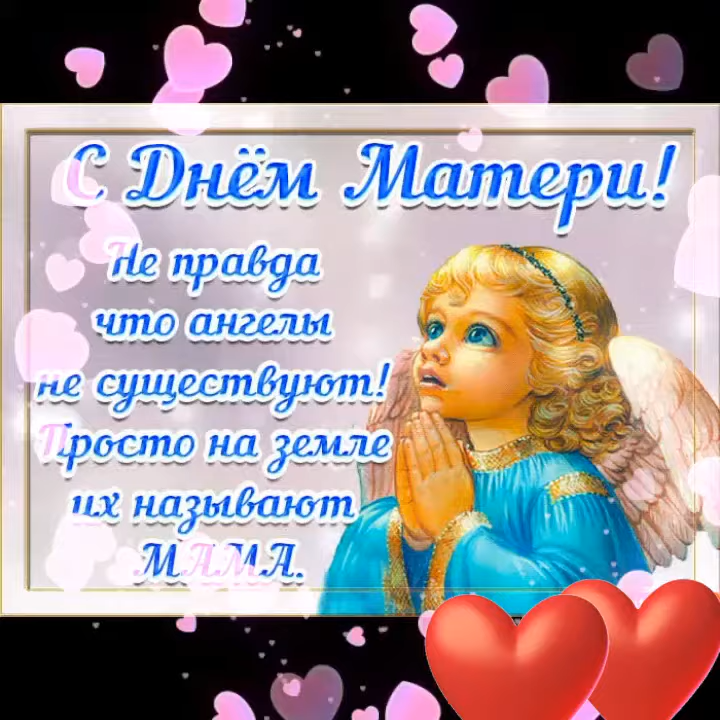 С Днём Матери!
Не правда
что ангелы
не существуют!
Просто на земле
их называют
МАМА.